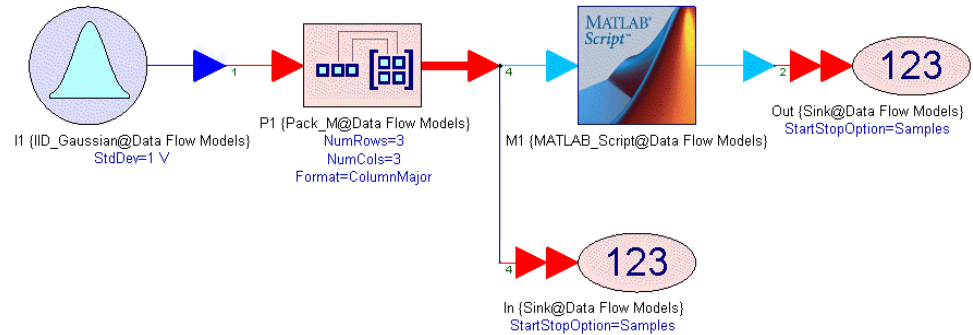 MATLAB®
Script™
123
1
4
2
Out {Sink@Data Flow Models}
StartStopOption=Samples
I1 {IID_Gaussian@Data Flow Models}
StdDev=1 V
P1 {Pack_M@Data Flow Models}
NumRows=3
NumCols=3
Format=ColumnMajor
M1 {MATLAB_Script@Data Flow Models}
123
4
In {Sink@Data Flow Models}
StartStopOption=Samples